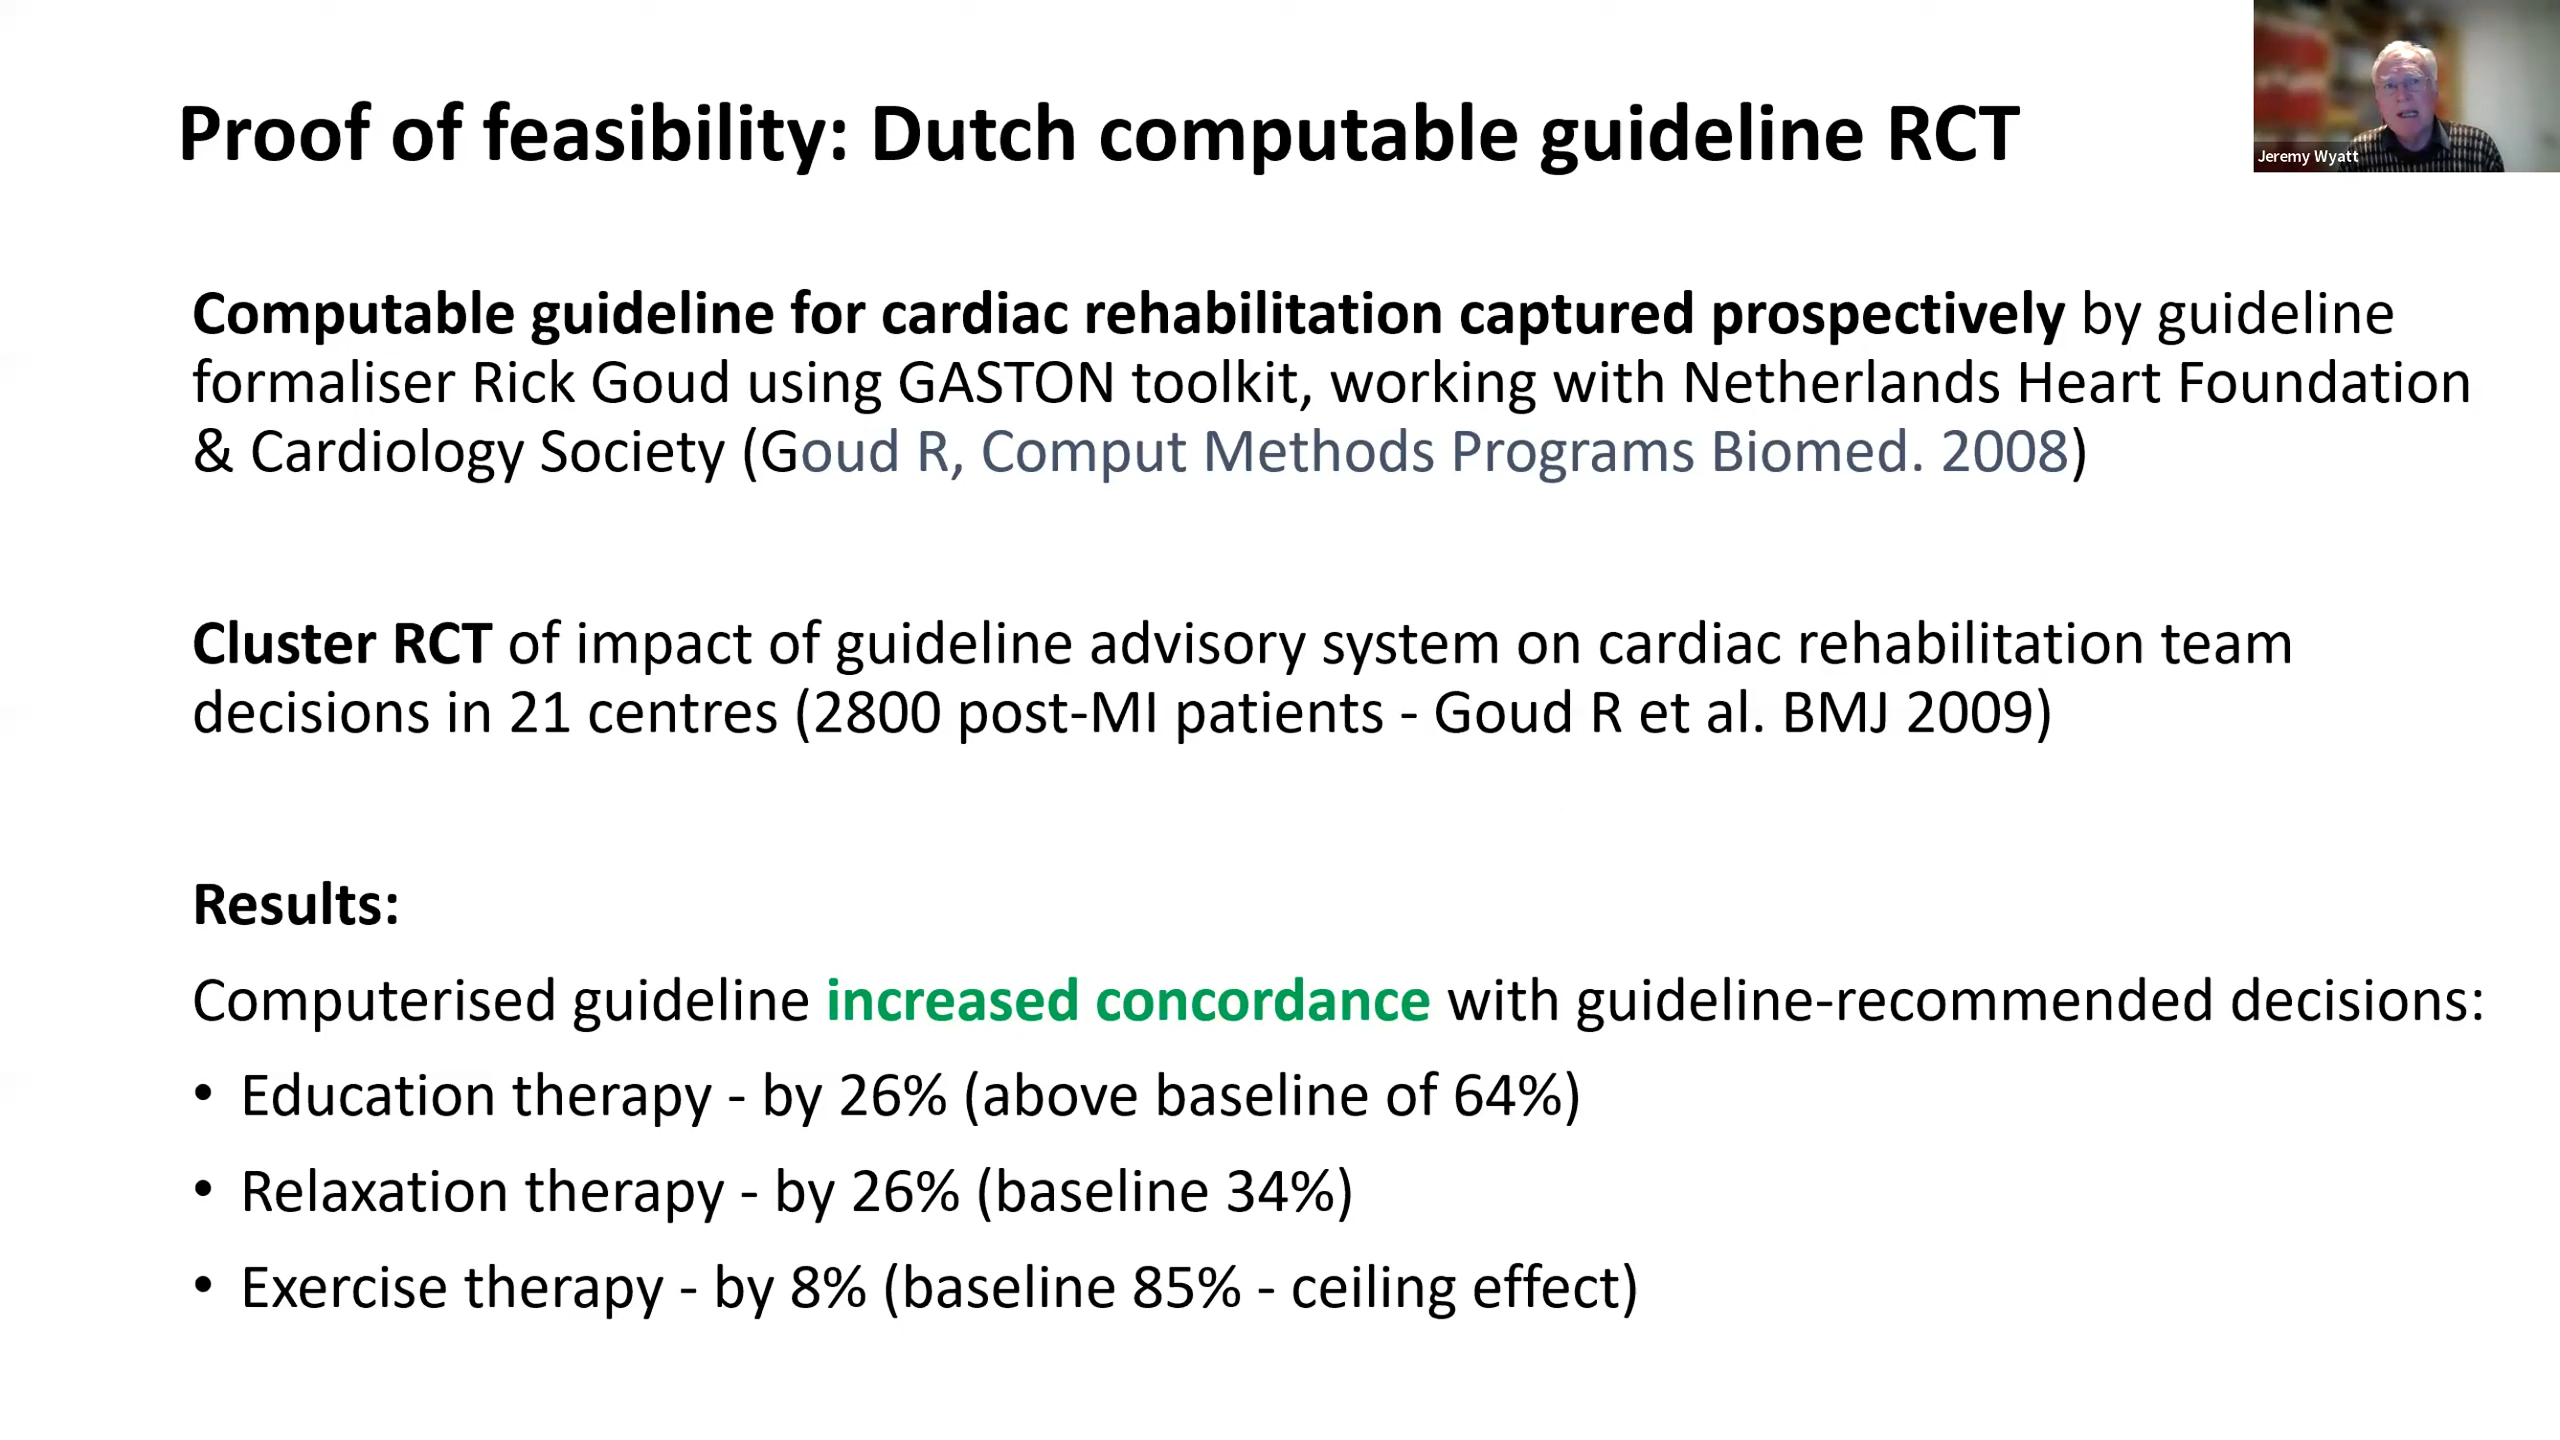 Proof of feasibility: Dutch computable guideline RCT
Jeremy Wyatt
Computable guideline for cardiac rehabilitation captured prospectively by guideline
formaliser Rick Goud using GASTON toolkit, working with Netherlands Heart Foundation
& Cardiology Society (Goud R, Comput Methods Programs Biomed. 2008)
Cluster RCT of impact of guideline advisory system on cardiac rehabilitation team
decisions in 21 centres (2800 post-MI patients - Goud R et al. BMJ 2009)
Results:
Computerised guideline increased concordance with guideline-recommended decisions:
• Education therapy - by 26% (above baseline of 64%)
• Relaxation therapy - by 26% (baseline 34%)
• Exercise therapy - by 8% (baseline 85% - ceiling effect)